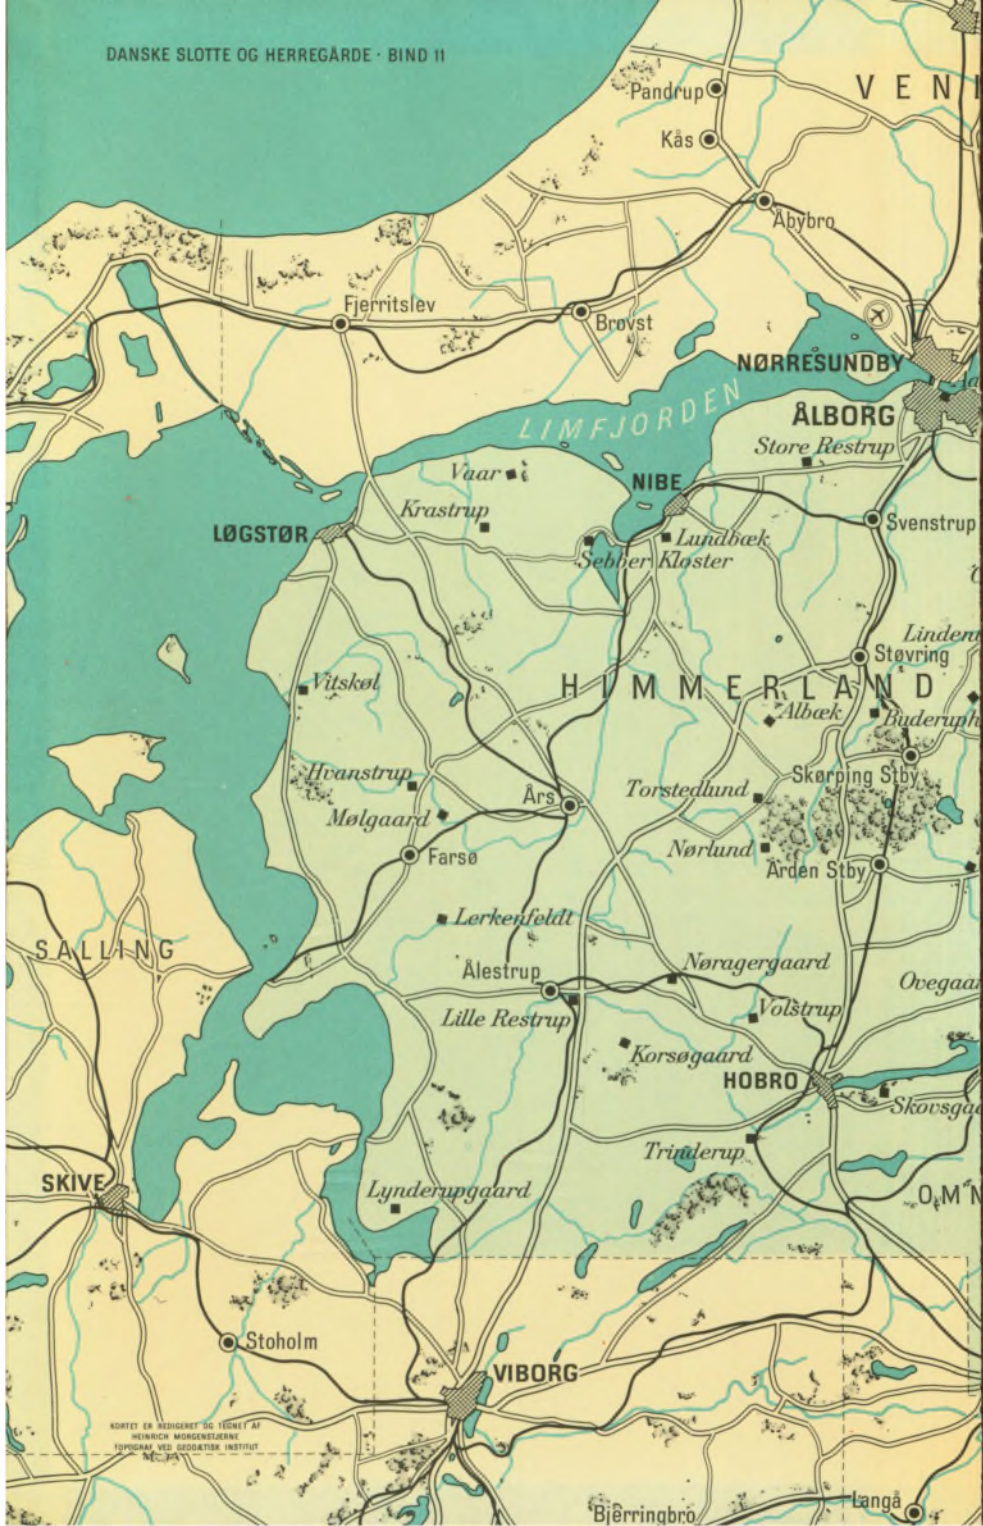 DANSKE SLOTTE OG HERREGÅRDE · BIND 11
Pandrup
Kås
Åbybro
Fjerritslev
Brovst
NØRRESUNDBY
LIMFJORDEN
ÅLBORG
Store Restrup
Vaar
NIBE
Krastrup
LØGSTØR
Svenstrup
Lundbæk
Sebber Kloster
Støvring
HIMMERLAND
Vitskøl
Albæk
Hvanstrup
Års
Torstedlund
Skørping Stby
Mølgaard
Farsø
Nørlund
Arden Stby
Lerkenfeldt
SALLING
Ålestrup
Nøragergaard
Lille Restrup
Volstrup
Korsøgaard
HOBRO
Trinderup
SKIVE
Lynderupgaard
Stoholm
VIBORG
KORTET ER REDIGERET OG TEGNET AF
HEINRICH MORGENSTJERNE
TOPOGRAF VED GEODÆTISK INSTITUT
Bjerringbro
Langå